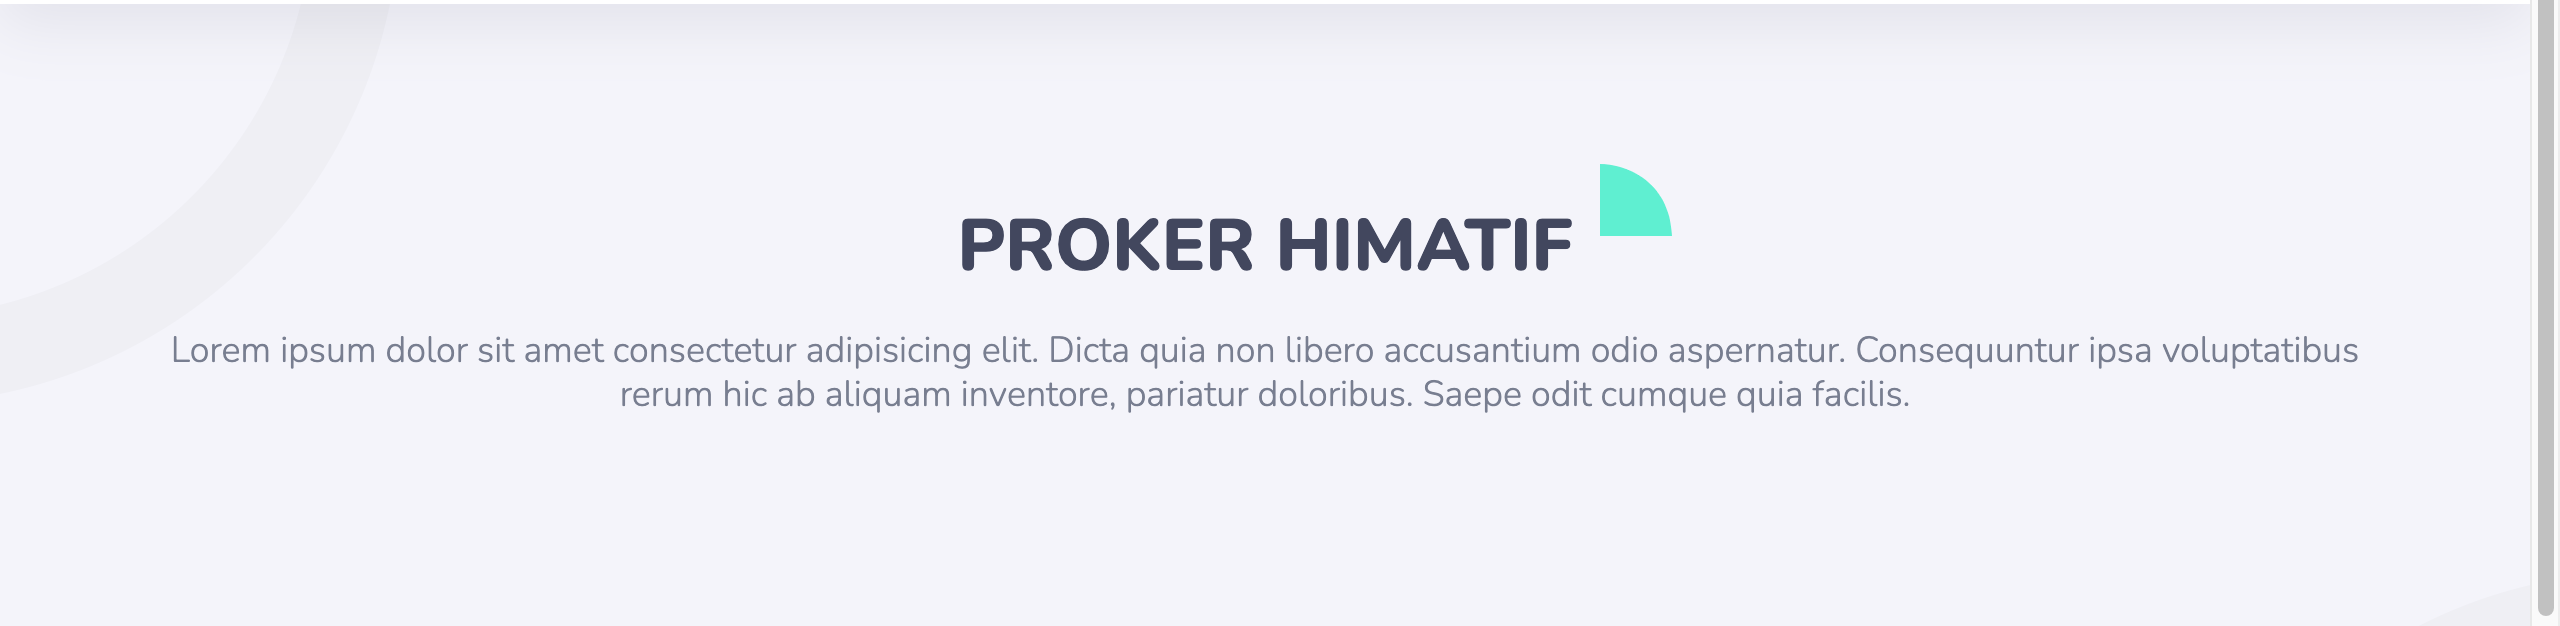 PROKER HIMATIF
Lorem ipsum dolor sit amet consectetur adipisicing elit. Dicta quia non libero accusantium odio aspernatur. Consequuntur ipsa voluptatibus
rerum hic ab aliquam inventore, pariatur doloribus. Saepe odit cumque quia facilis.